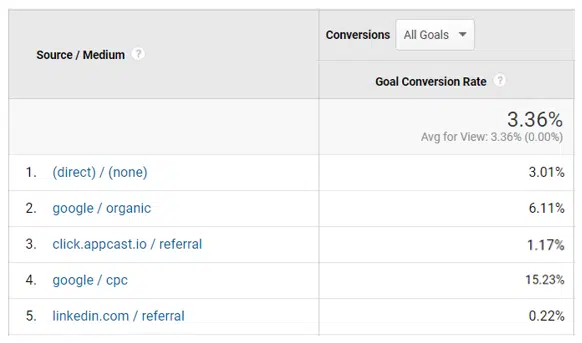 Conversions All Goals
Source / Medium ?
Goal Conversion Rate ?
3.36%
Avg for View: 3.36% (0.00%)
1. (direct) / (none) 3.01%
2. google / organic 6.11%
3. click.appcast.io / referral 1.17%
4. google / cpc 15.23%
5. linkedin.com / referral 0.22%